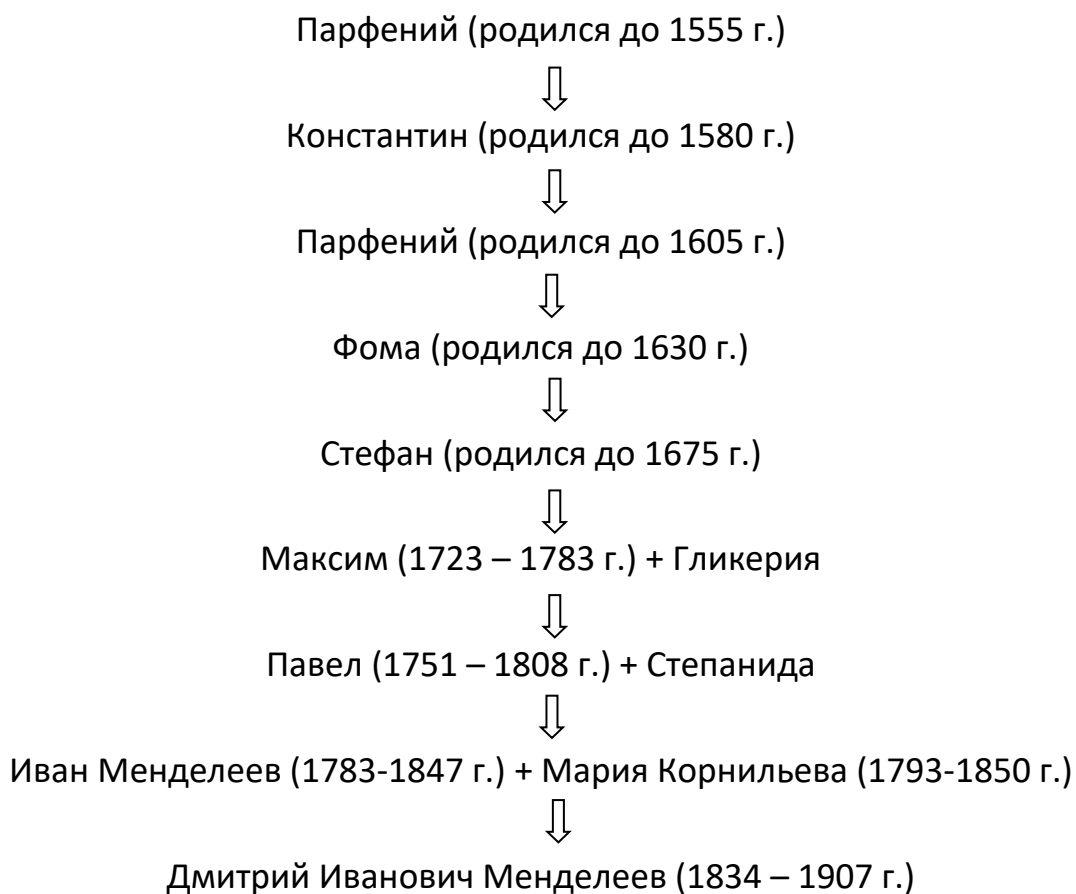 Парфений (родился до 1555 г.)
Константин (родился до 1580 г.)
Парфений (родился до 1605 г.)
Фома (родился до 1630 г.)
Стефан (родился до 1675 г.)
Максим (1723 – 1783 г.) + Гликерия
Павел (1751 – 1808 г.) + Степанида
Иван Менделеев (1783-1847 г.) + Мария Корнильева (1793-1850 г.)
Дмитрий Иванович Менделеев (1834 – 1907 г.)